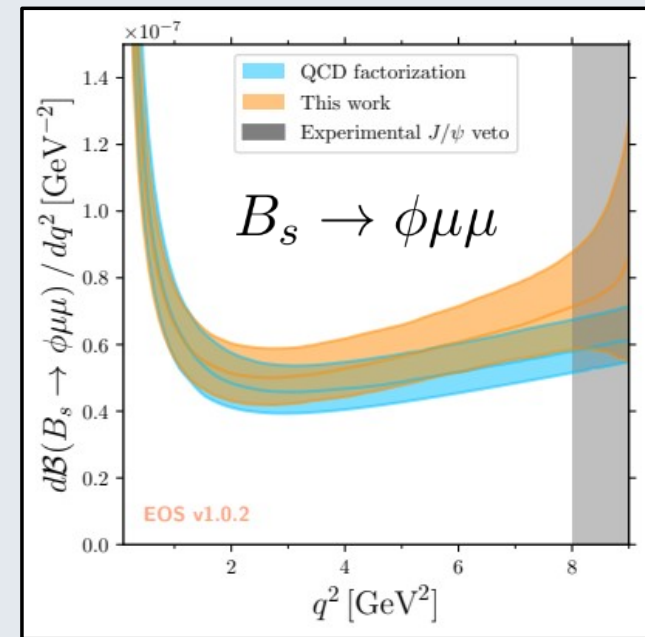 ×10⁻⁷
QCD factorization
This work
Experimental J/ψ veto
B_s → ϕμμ
dB(B_s → ϕμμ) / dq² [GeV⁻²]
1.4
1.2
1.0
0.8
0.6
0.4
0.2
0.0
EOS v1.0.2
2 4 6 8
q² [GeV²]